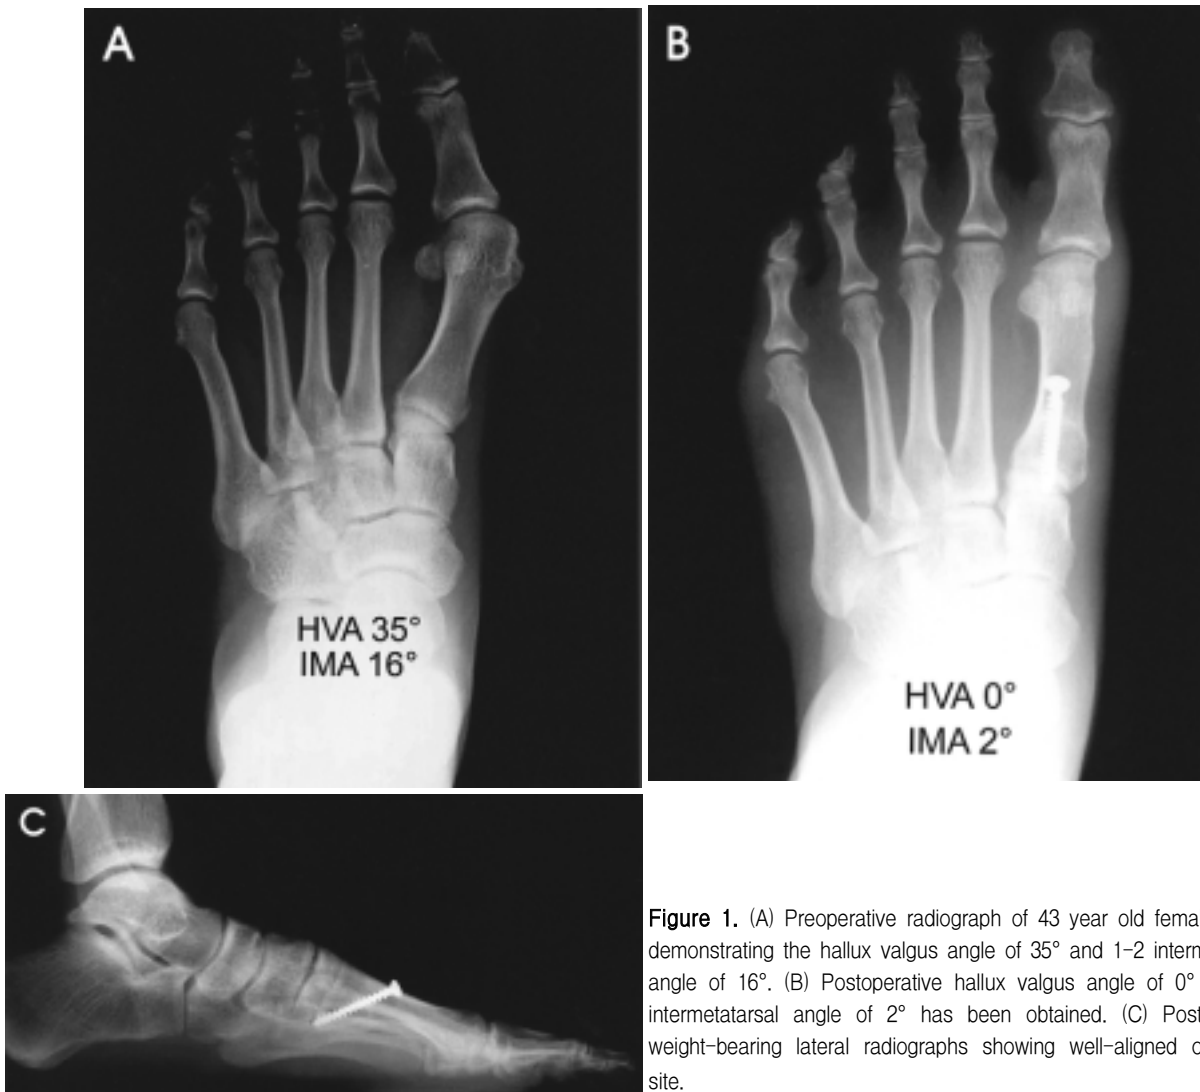 A
B
HVA 35°
IMA 16°
HVA 0°
IMA 2°
C
Figure 1. (A) Preoperative radiograph of 43 year old fema
demonstrating the hallux valgus angle of 35° and 1-2 interm
angle of 16°. (B) Postoperative hallux valgus angle of 0°
intermetatarsal angle of 2° has been obtained. (C) Post
weight-bearing lateral radiographs showing well-aligned o
site.